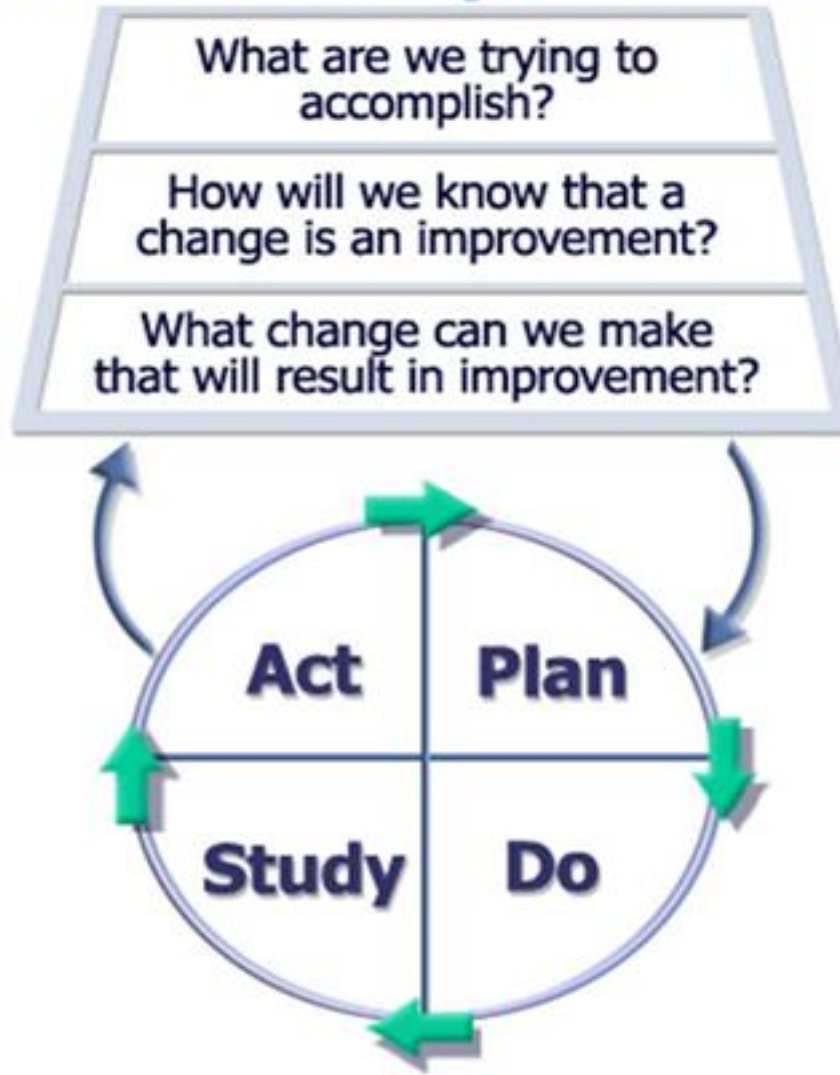 What are we trying to
accomplish?
How will we know that a
change is an improvement?
What change can we make
that will result in improvement?
Act
Plan
Study
Do